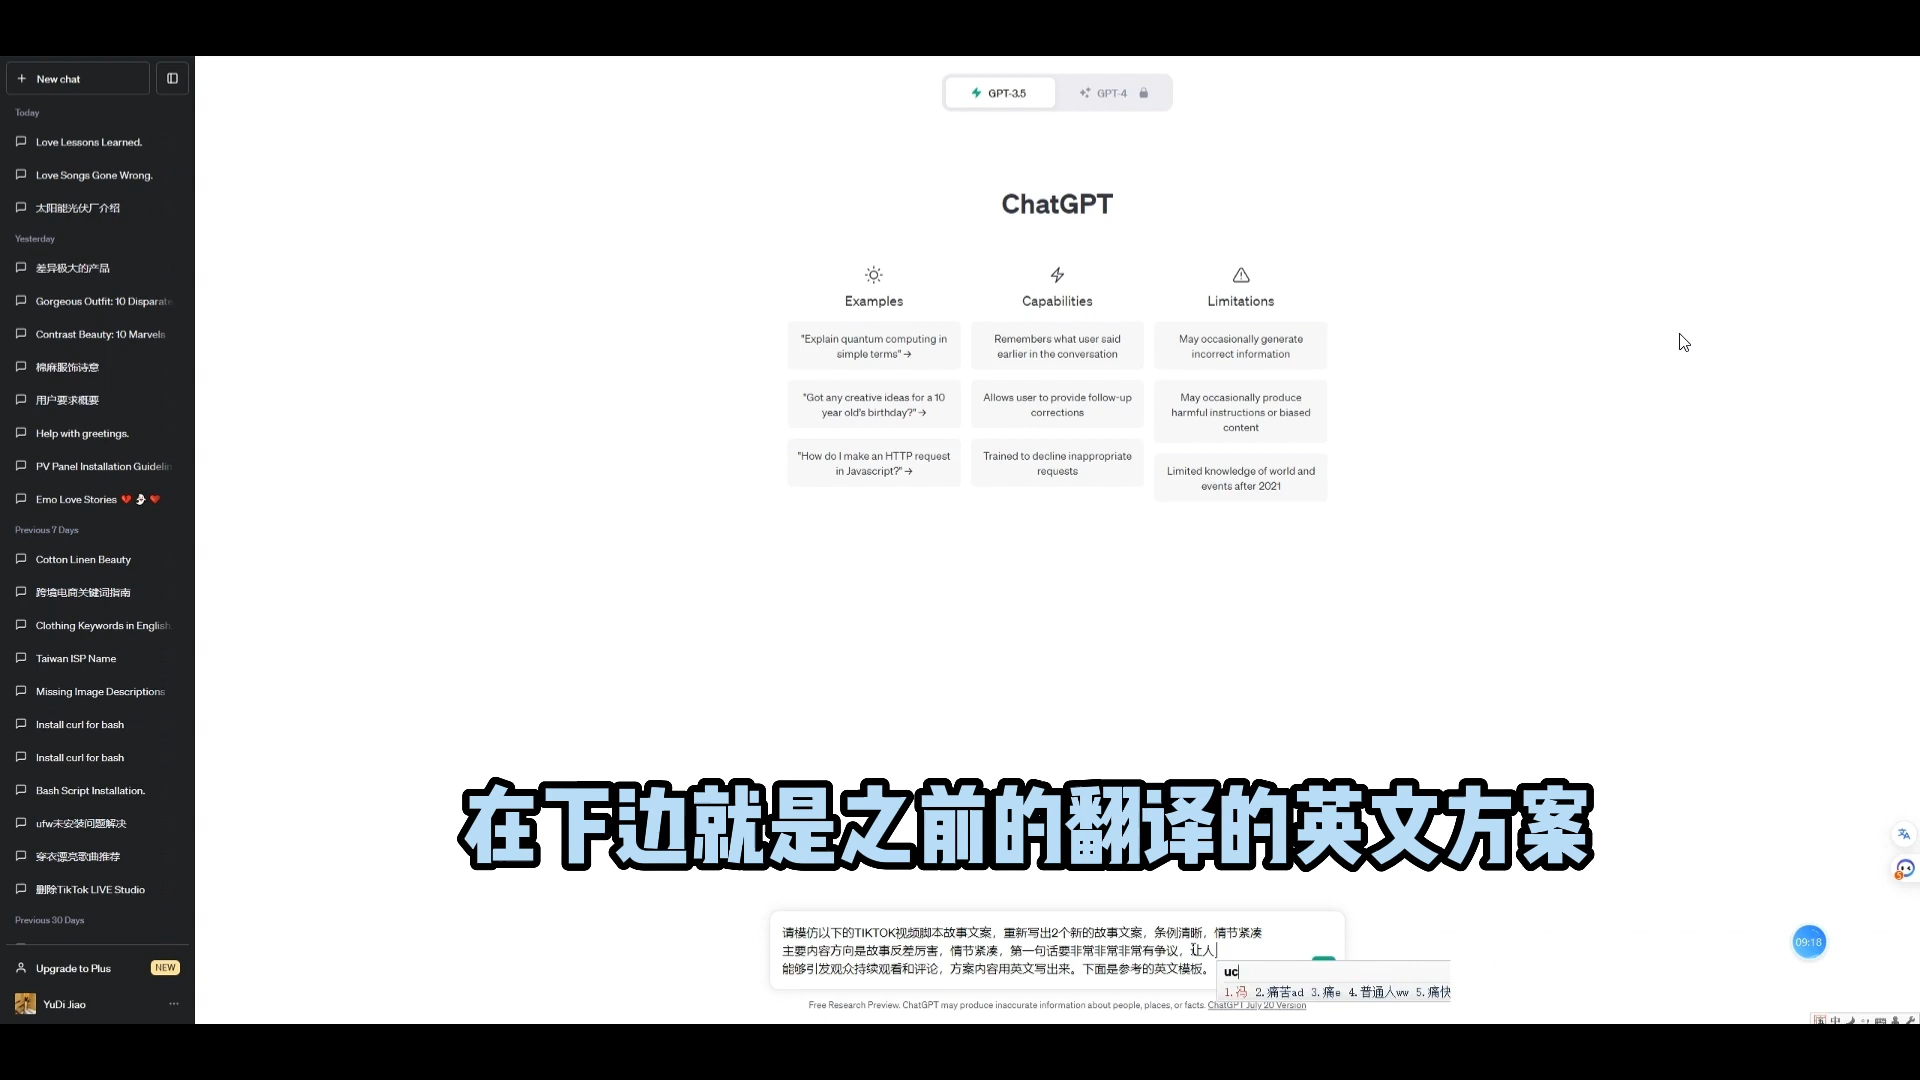 New chat
Today
Love Lessons Learned.
Love Songs Gone Wrong.
太阳能光伏厂介绍
Yesterday
差异极大的产品
Gorgeous Outfit: 10 Disparate
Contrast Beauty: 10 Marvels
棉麻服饰诗意
用户要求概要
Help with greetings.
PV Panel Installation Guidelin
Emo Love Stories
Previous 7 Days
Cotton Linen Beauty
跨境电商关键词指南
Clothing Keywords in English.
Taiwan ISP Name
Missing Image Descriptions
Install curl for bash
Install curl for bash
Bash Script Installation.
ufw未安装问题解决
穿衣漂亮歌曲推荐
删除TikTok LIVE Studio
Previous 30 Days
Upgrade to Plus
NEW
YuDi Jiao
GPT-3.5
GPT-4
ChatGPT
Examples
"Explain quantum computing in
simple terms" →
"Got any creative ideas for a 10
year old's birthday?" →
"How do I make an HTTP request
in Javascript?" →
Capabilities
Remembers what user said
earlier in the conversation
Allows user to provide follow-up
corrections
Trained to decline inappropriate
requests
Limitations
May occasionally generate
incorrect information
May occasionally produce
harmful instructions or biased
content
Limited knowledge of world and
events after 2021
在下边就是之前的翻译的英文方案
请模仿以下的TIKTOK视频脚本故事文案，重新写出2个新的故事文案，条例清晰，情节紧凑
主要内容方向是故事反差厉害，情节紧凑，第一句话要非常非常非常有争议，让人
能够引发观众持续观看和评论，方案内容用英文写出来。下面是参考的英文模板。
uc
1.冯 2.痛苦ad 3.痛e 4.普通人ww 5.痛快
Free Research Preview. ChatGPT may produce inaccurate information about people, places, or facts. ChatGPT July 20 Version
09:18